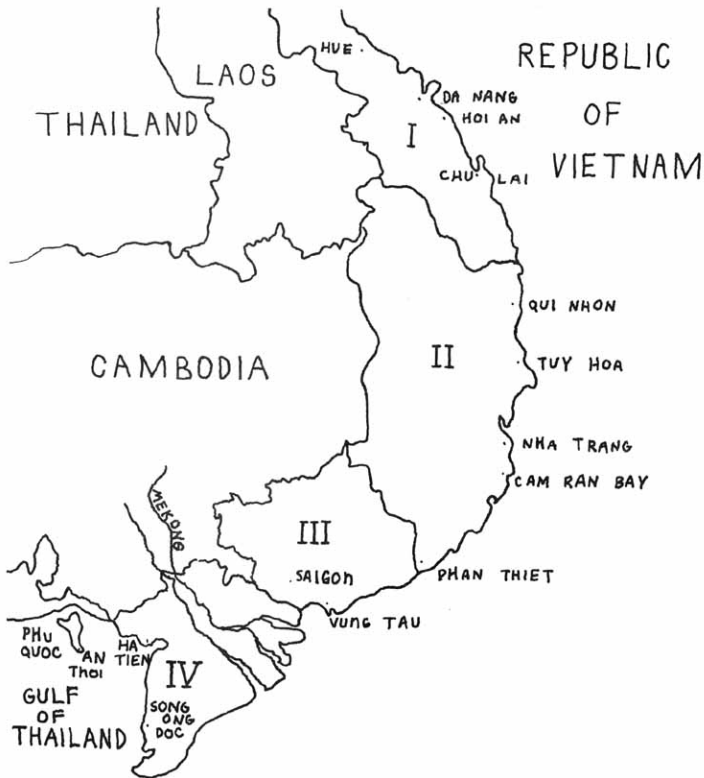 HUE
REPUBLIC
OF
VIETNAM
LAOS
THAILAND
DA NANG
HOI AN
I
CHU LAI
QUI NHON
II
CAMBODIA
TUY HOA
NHA TRANG
CAM RAN BAY
MEKONG
III
SAIGON
PHAN THIET
VUNG TAU
PHU
QUOC
AN
THOI
HA
TIEN
IV
GULF
OF
THAILAND
SONG
ONG
DOC